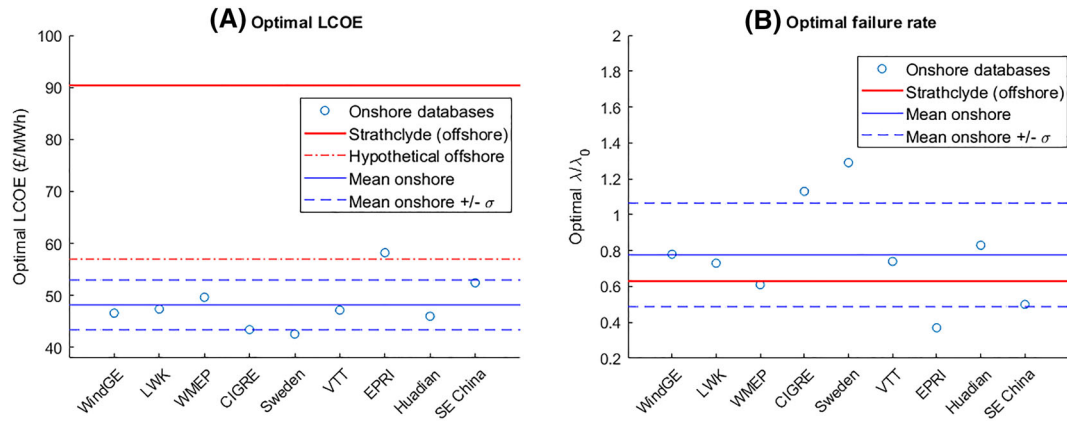 (A) Optimal LCOE
Optimal LCOE (£/MWh)
100
90
80
70
60
50
40
Onshore databases
Strathclyde (offshore)
Hypothetical offshore
Mean onshore
Mean onshore +/- σ
WindGE
LWK
WMEP
CIGRE
Sweden
VTT
EPRI
Huadian
SE China
(B) Optimal failure rate
Optimal λ/λ₀
2
1.8
1.6
1.4
1.2
1
0.8
0.6
0.4
0.2
Onshore databases
Strathclyde (offshore)
Mean onshore
Mean onshore +/- σ
WindGE
LWK
WMEP
CIGRE
Sweden
VTT
EPRI
Huadian
SE China